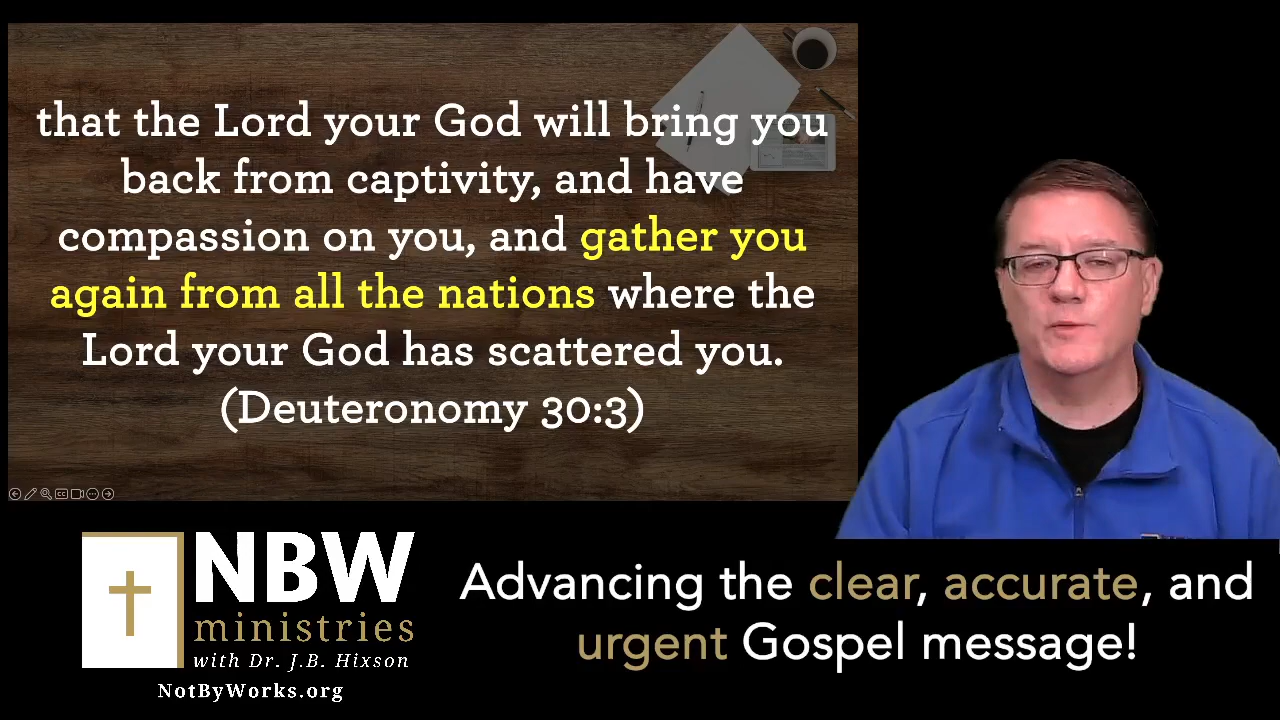 that the Lord your God will bring you
back from captivity, and have
compassion on you, and gather you
again from all the nations where the
Lord your God has scattered you.
(Deuteronomy 30:3)
NBW
ministries
with Dr. J.B. Hixson
NotByWorks.org
Advancing the clear, accurate, and
urgent Gospel message!